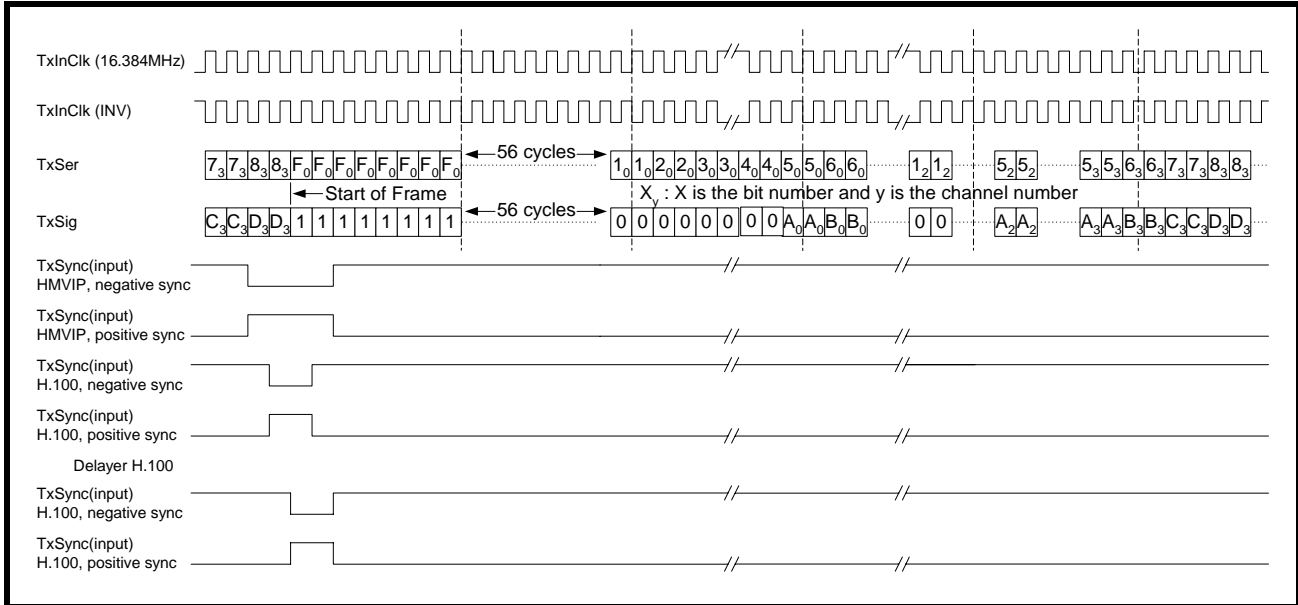 TxInClk (16.384MHz)
TxInClk (INV)
TxSer 7₃ 7₃ 8₃ 8₃ F₀ F₀ F₀ F₀ F₀ F₀ F₀ F₀ 56 cycles 1₀ 1₀ 2₀ 2₀ 3₀ 3₀ 4₀ 4₀ 5₀ 5₀ 6₀ 6₀ 1₂ 1₂ 5₂ 5₂ 5₃ 5₃ 6₃ 6₃ 7₃ 7₃ 8₃ 8₃
Start of Frame Xᵧ : X is the bit number and y is the channel number
TxSig C₃ C₃ D₃ D₃ 1 1 1 1 1 1 1 1 56 cycles 0 0 0 0 0 0 0 0 A₀ A₀ B₀ B₀ 0 0 A₂ A₂ A₃ A₃ B₃ B₃ C₃ C₃ D₃ D₃
TxSync(input)
HMVIP, negative sync
TxSync(input)
HMVIP, positive sync
TxSync(input)
H.100, negative sync
TxSync(input)
H.100, positive sync
Delayer H.100
TxSync(input)
H.100, negative sync
TxSync(input)
H.100, positive sync